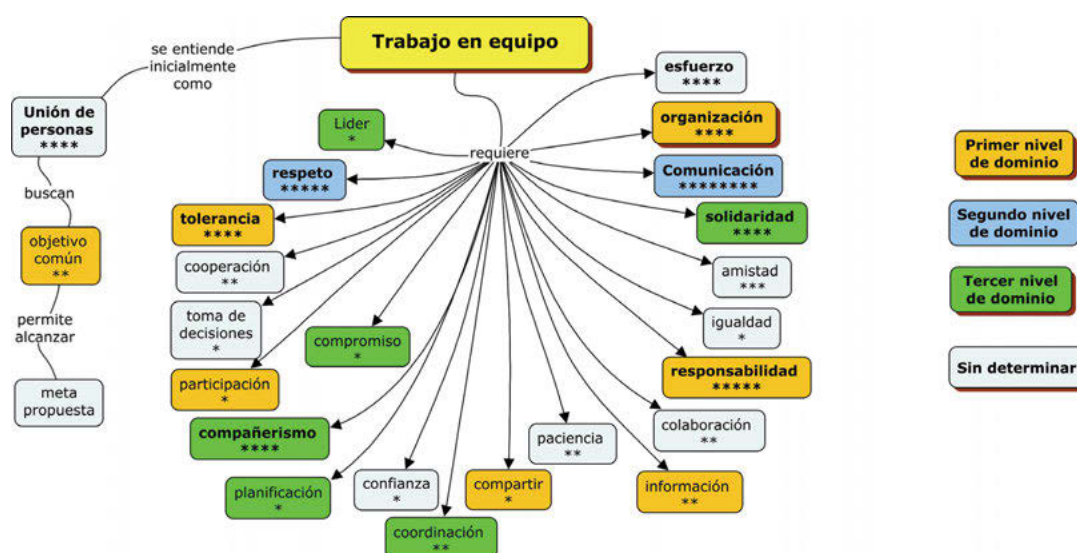 Trabajo en equipo
se entiende
inicialmente
como
Unión de
personas
****
buscan
objetivo
común
**
permite
alcanzar
meta
propuesta
requiere
Lider
*
respeto
*****
tolerancia
****
cooperación
**
toma de
decisiones
*
participación
*
compromiso
*
compañerismo
****
planificación
*
confianza
*
coordinación
**
compartir
*
paciencia
**
información
**
colaboración
**
responsabilidad
*****
igualdad
*
amistad
***
solidaridad
****
Comunicación
********
organización
****
esfuerzo
****
Primer nivel
de dominio
Segundo nivel
de dominio
Tercer nivel
de dominio
Sin determinar